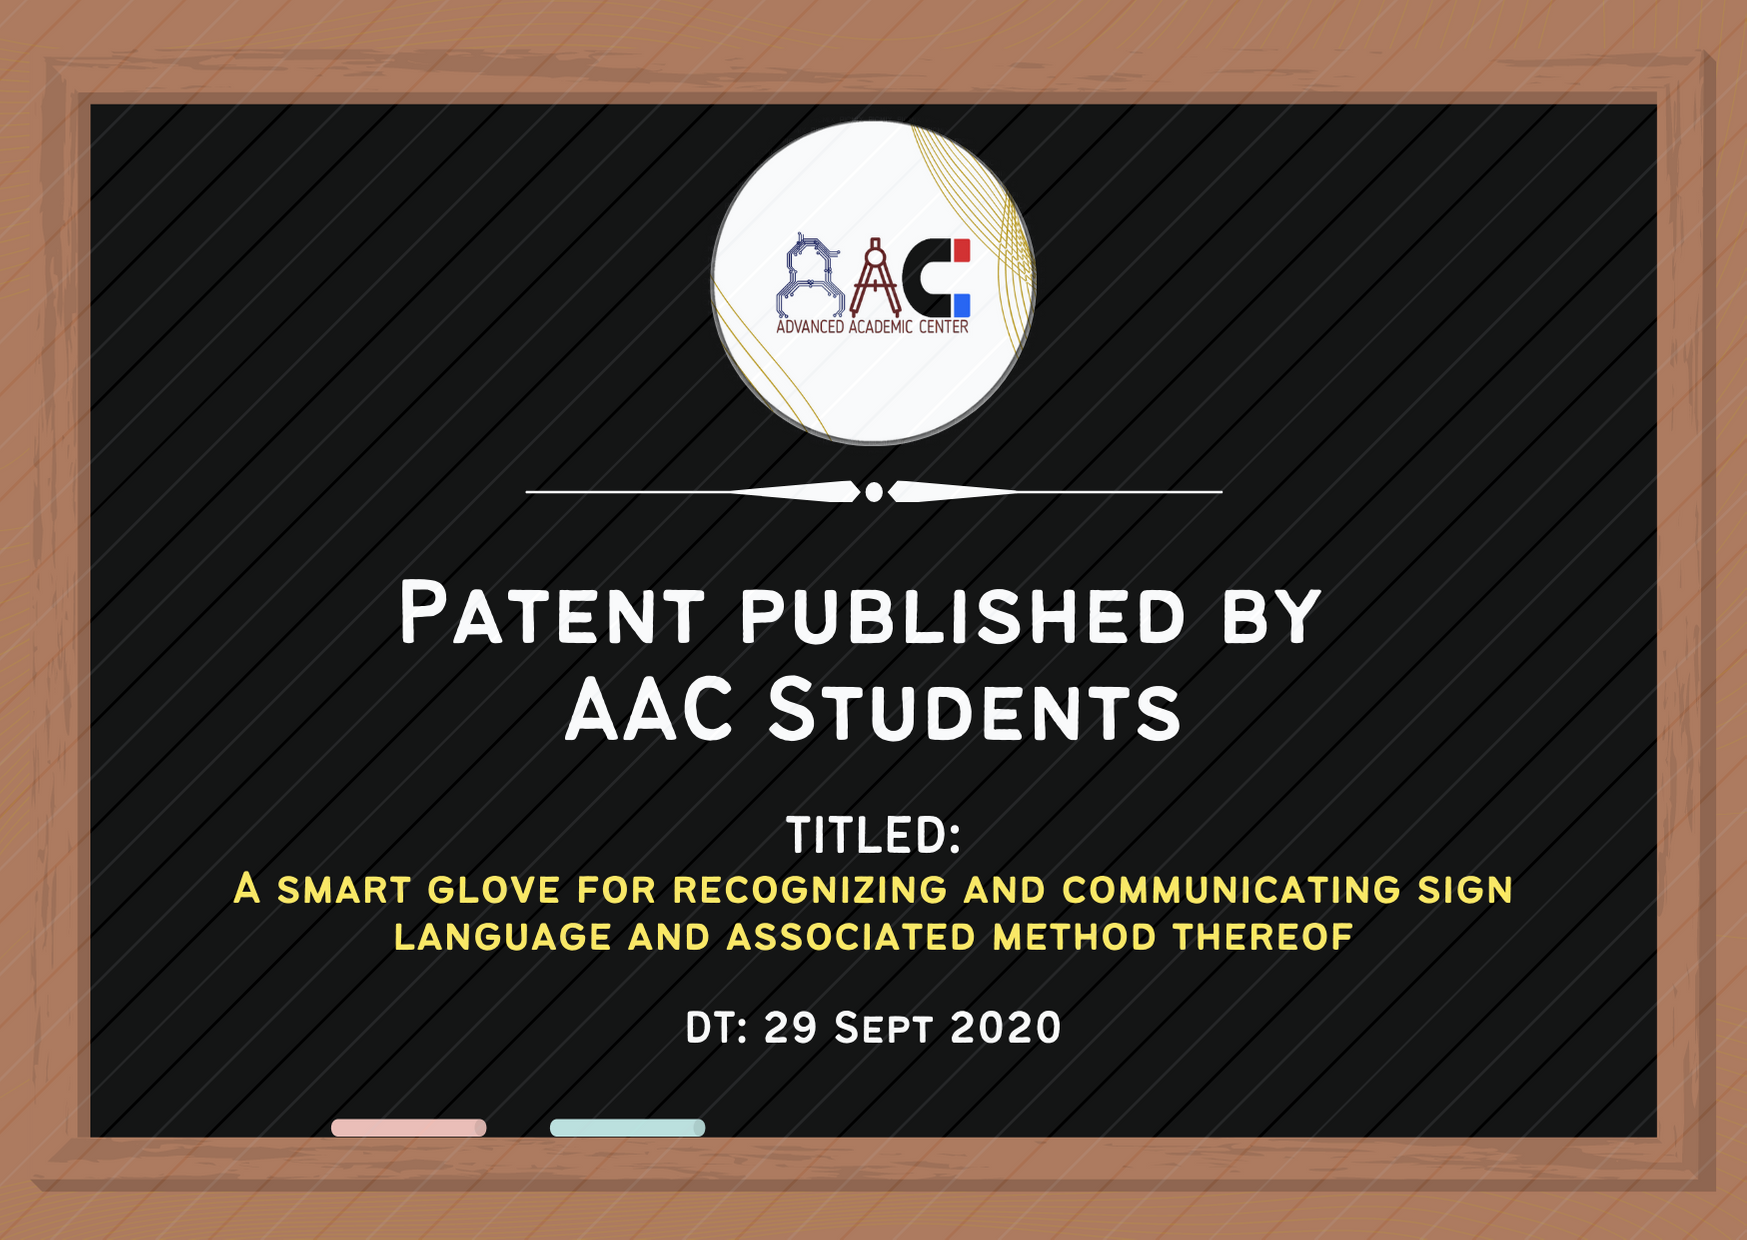 AAC
ADVANCED ACADEMIC CENTER
Patent published by
AAC Students
TITLED:
A smart glove for recognizing and communicating sign
language and associated method thereof
DT: 29 Sept 2020